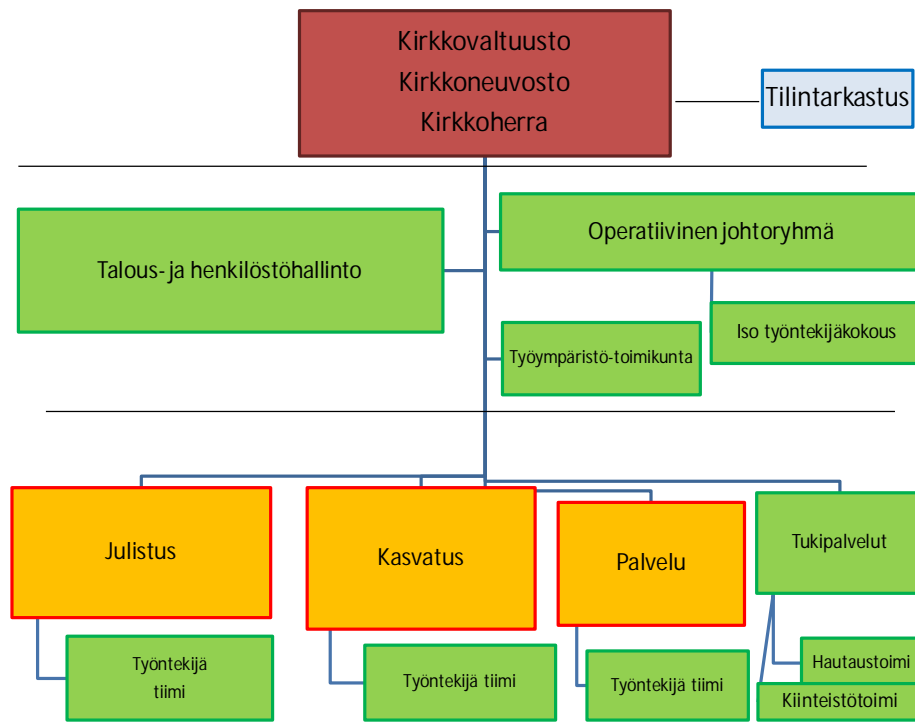 Kirkkovaltuusto
Kirkkoneuvosto
Kirkkoherra
Tilintarkastus
Talous- ja henkilöstöhallinto
Operatiivinen johtoryhmä
Iso työntekijäkokous
Työympäristö-toimikunta
Julistus
Kasvatus
Palvelu
Tukipalvelut
Työntekijä
tiimi
Työntekijä tiimi
Työntekijä tiimi
Hautaustoimi
Kiinteistötoimi